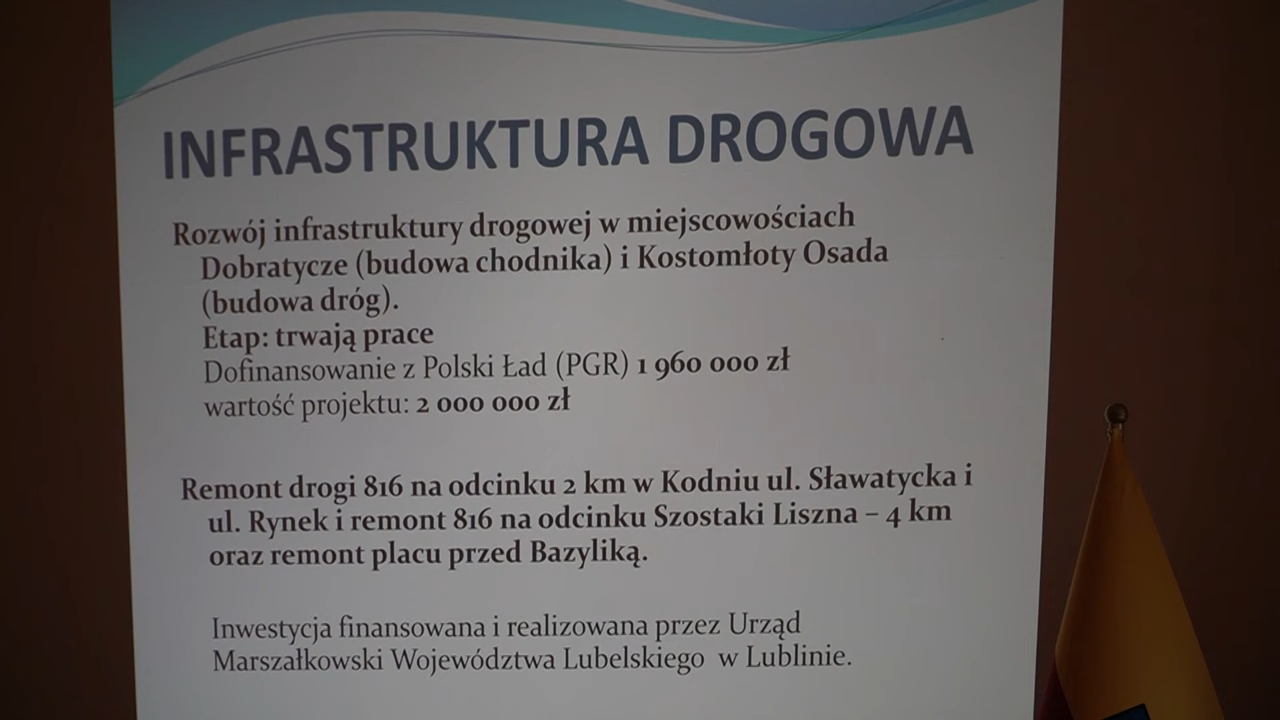 INFRASTRUKTURA DROGOWA
Rozwój infrastruktury drogowej w miejscowościach
Dobratycze (budowa chodnika) i Kostomłoty Osada
(budowa dróg).
Etap: trwają prace
Dofinansowanie z Polski Ład (PGR) 1 960 000 zł
wartość projektu: 2 000 000 zł
Remont drogi 816 na odcinku 2 km w Kodniu ul. Sławatycka i
ul. Rynek i remont 816 na odcinku Szostaki Liszna – 4 km
oraz remont placu przed Bazyliką.
Inwestycja finansowana i realizowana przez Urząd
Marszałkowski Województwa Lubelskiego w Lublinie.